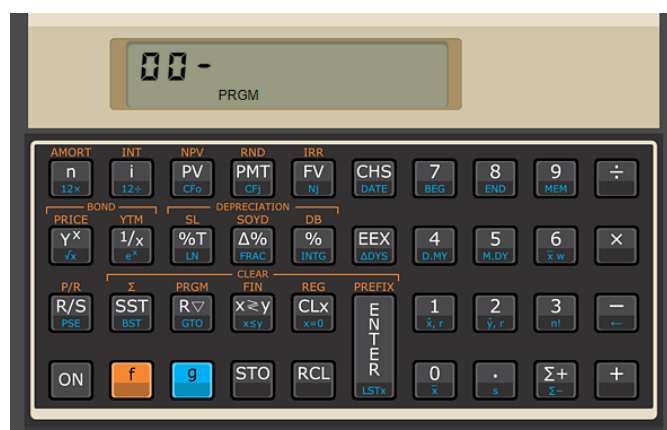 00-
PRGM
AMORT INT NPV RND IRR
n i PV PMT FV CHS 7 8 9 ÷
12× 12÷ CFo CFj Nj DATE BEG END MEM
BOND DEPRECIATION
PRICE YTM SL SOYD DB
Yˣ 1/x %T Δ% % EEX 4 5 6 ×
√x eˣ LN FRAC INTG ΔDYS D.MY M.DY x̄ w
CLEAR
P/R Σ PRGM FIN REG PREFIX
R/S SST R▽ x≷y CLx ENTER 1 2 3 −
PSE BST GTO x≤y x=0 x̂, r ŷ, r n! ←
ON f g STO RCL 0 · Σ+ +
LSTx x̄ s Σ−